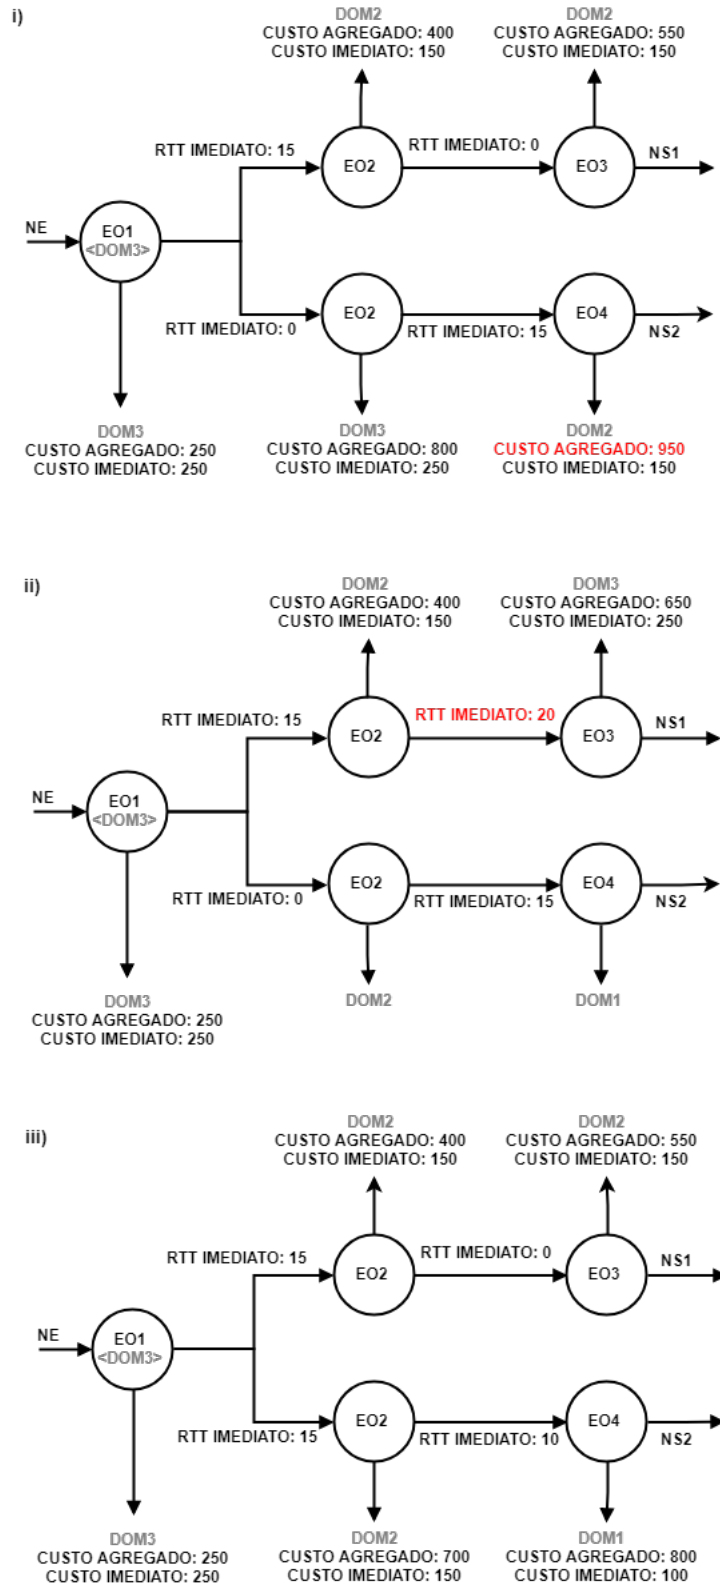 i)
DOM2
CUSTO AGREGADO: 400
CUSTO IMEDIATO: 150
DOM2
CUSTO AGREGADO: 550
CUSTO IMEDIATO: 150
RTT IMEDIATO: 15
EO2
RTT IMEDIATO: 0
EO3
NS1
NE
EO1
<DOM3>
RTT IMEDIATO: 0
EO2
RTT IMEDIATO: 15
EO4
NS2
DOM3
CUSTO AGREGADO: 250
CUSTO IMEDIATO: 250
DOM3
CUSTO AGREGADO: 800
CUSTO IMEDIATO: 250
DOM2
CUSTO AGREGADO: 950
CUSTO IMEDIATO: 150
ii)
DOM2
CUSTO AGREGADO: 400
CUSTO IMEDIATO: 150
DOM3
CUSTO AGREGADO: 650
CUSTO IMEDIATO: 250
RTT IMEDIATO: 15
EO2
RTT IMEDIATO: 20
EO3
NS1
NE
EO1
<DOM3>
RTT IMEDIATO: 0
EO2
RTT IMEDIATO: 15
EO4
NS2
DOM3
CUSTO AGREGADO: 250
CUSTO IMEDIATO: 250
DOM2
DOM1
iii)
DOM2
CUSTO AGREGADO: 400
CUSTO IMEDIATO: 150
DOM2
CUSTO AGREGADO: 550
CUSTO IMEDIATO: 150
RTT IMEDIATO: 15
EO2
RTT IMEDIATO: 0
EO3
NS1
NE
EO1
<DOM3>
RTT IMEDIATO: 15
EO2
RTT IMEDIATO: 10
EO4
NS2
DOM3
CUSTO AGREGADO: 250
CUSTO IMEDIATO: 250
DOM2
CUSTO AGREGADO: 700
CUSTO IMEDIATO: 150
DOM1
CUSTO AGREGADO: 800
CUSTO IMEDIATO: 100